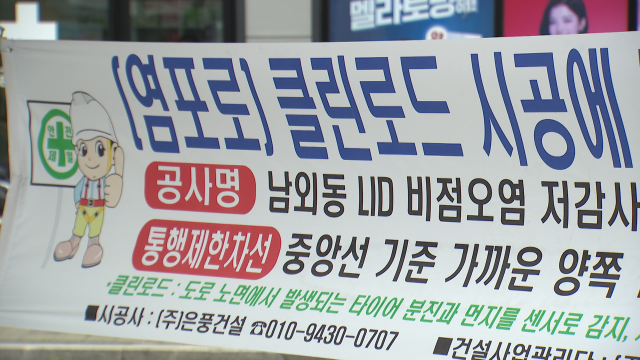 멜라토닝
안전제일
[염포로] 클린로드 시공에
공사명 남외동 LID 비점오염 저감사
통행제한차선 중앙선 기준 가까운 양쪽
*클린로드 : 도로 노면에서 발생되는 타이어 분진과 먼지를 센서로 감지,
■시공사 : (주)은풍건설 ☎010-9430-0707
■건설사업관리단